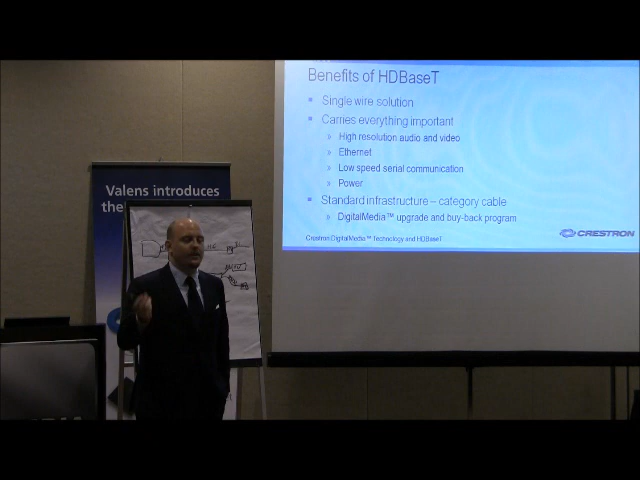 Benefits of HDBaseT
Single wire solution
Carries everything important
» High resolution audio and video
» Ethernet
» Low speed serial communication
» Power
Standard infrastructure – category cable
» DigitalMedia™ upgrade and buy-back program
Crestron DigitalMedia™ Technology and HDBaseT
CRESTRON
Valens introduces
the